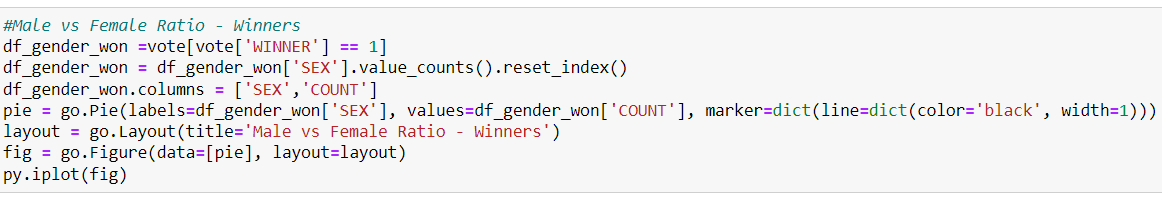 #Male vs Female Ratio - Winners
df_gender_won =vote[vote['WINNER'] == 1]
df_gender_won = df_gender_won['SEX'].value_counts().reset_index()
df_gender_won.columns = ['SEX','COUNT']
pie = go.Pie(labels=df_gender_won['SEX'], values=df_gender_won['COUNT'], marker=dict(line=dict(color='black', width=1)))
layout = go.Layout(title='Male vs Female Ratio - Winners')
fig = go.Figure(data=[pie], layout=layout)
py.iplot(fig)